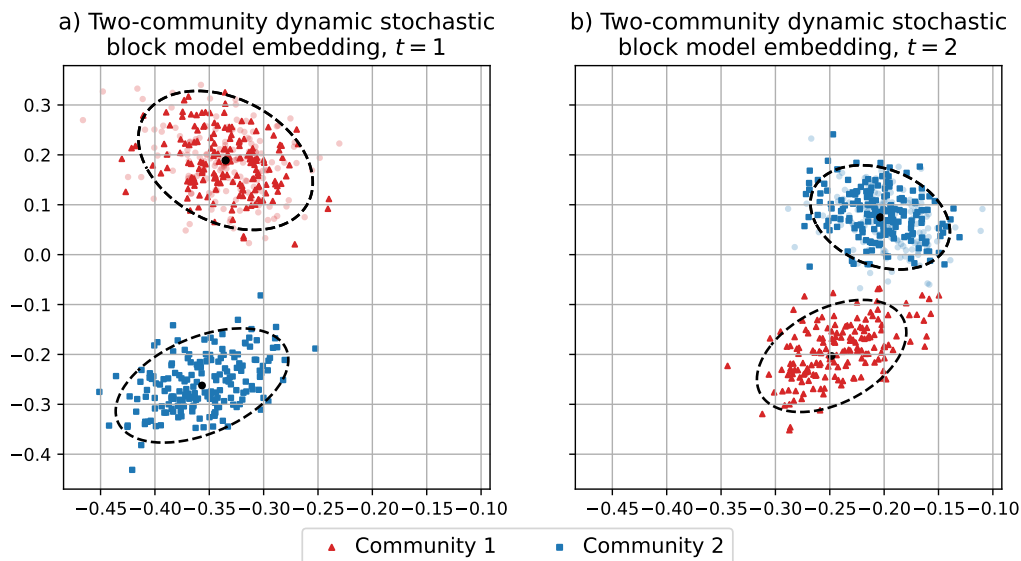 a) Two-community dynamic stochastic
block model embedding, t = 1
b) Two-community dynamic stochastic
block model embedding, t = 2
0.3
0.2
0.1
0.0
−0.1
−0.2
−0.3
−0.4
−0.45 −0.40 −0.35 −0.30 −0.25 −0.20 −0.15 −0.10
−0.45 −0.40 −0.35 −0.30 −0.25 −0.20 −0.15 −0.10
Community 1 Community 2